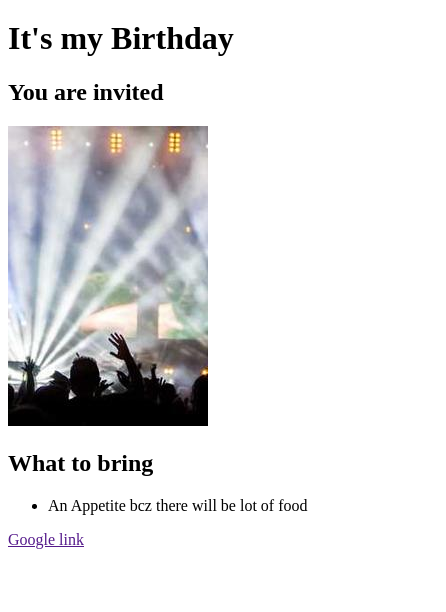 It's my Birthday
You are invited
What to bring
An Appetite bcz there will be lot of food
Google link